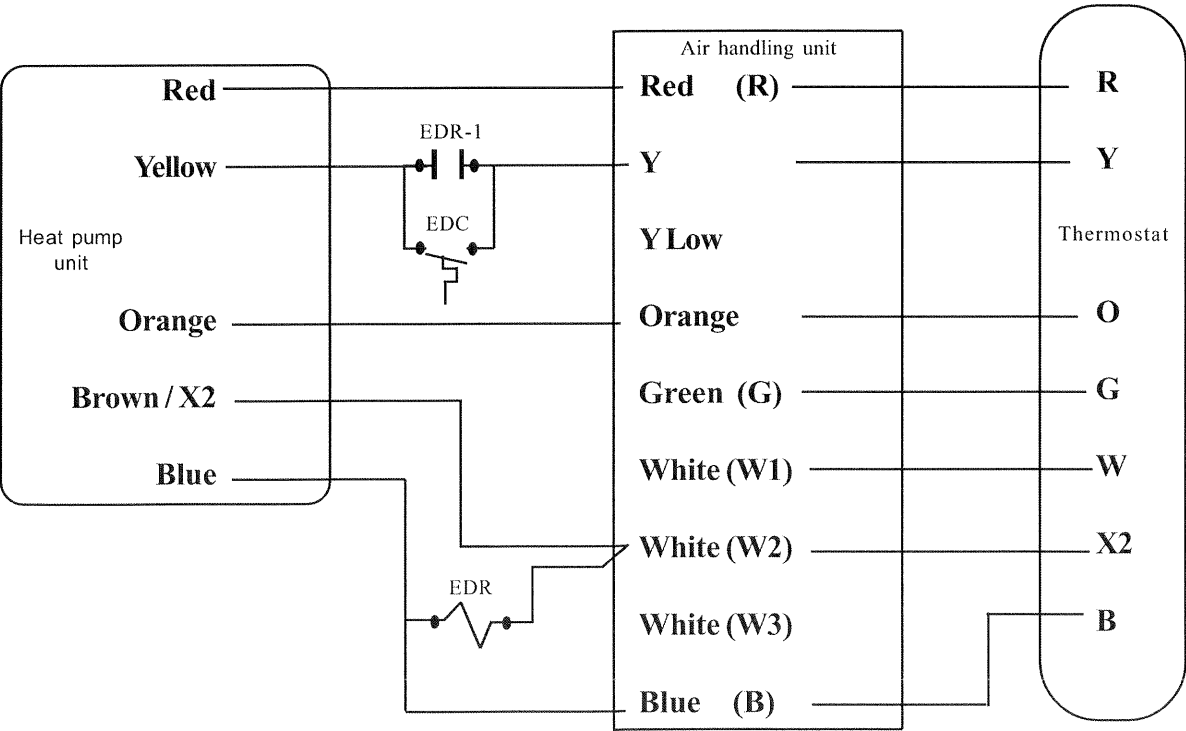 Air handling unit
Red
Red (R)
R
EDR-1
Yellow
Y
Y
EDC
Heat pump
unit
Y Low
Thermostat
Orange
Orange
O
Brown / X2
Green (G)
G
Blue
White (W1)
W
White (W2)
X2
EDR
White (W3)
B
Blue (B)